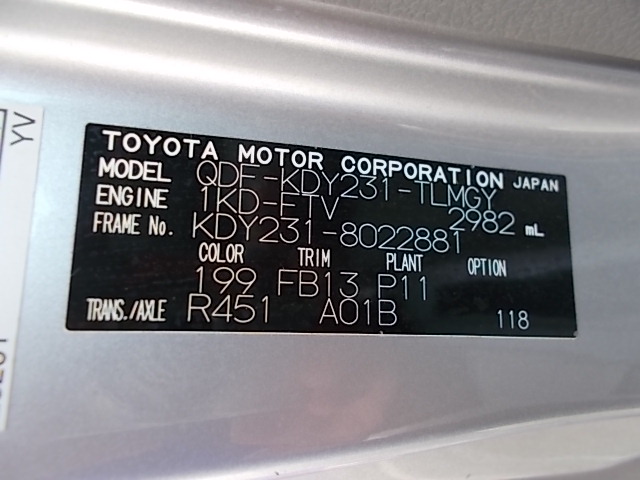 TOYOTA MOTOR CORPORATION JAPAN
MODEL QDF-KDY231-TLMGY
ENGINE 1KD-FTV 2982 mL
FRAME No. KDY231-8022881
COLOR TRIM PLANT OPTION
199 FB13 P11
TRANS./AXLE R451 A01B 118
YV